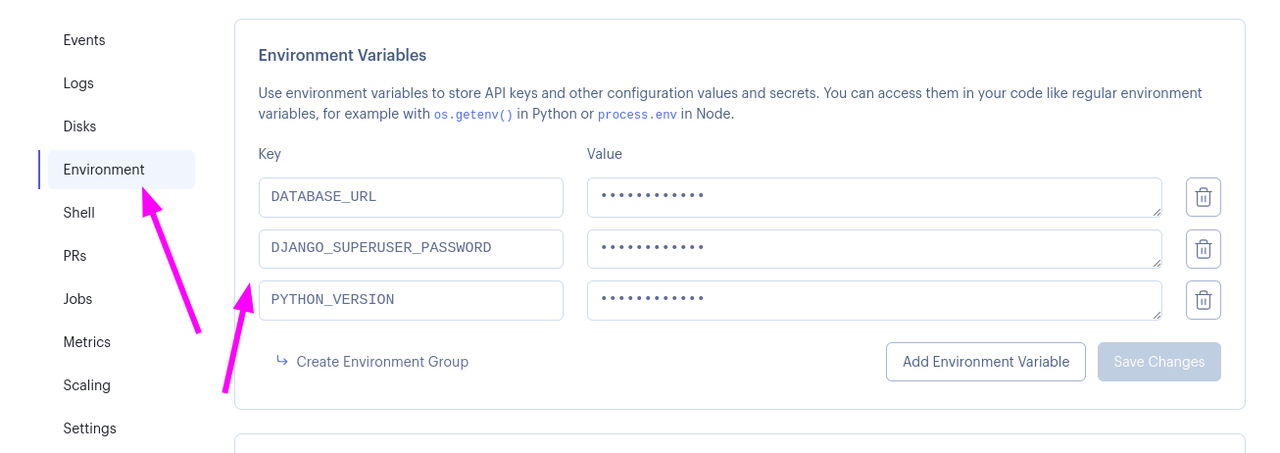 Events
Logs
Disks
Environment
Shell
PRs
Jobs
Metrics
Scaling
Settings
Environment Variables
Use environment variables to store API keys and other configuration values and secrets. You can access them in your code like regular environment
variables, for example with os.getenv() in Python or process.env in Node.
Key Value
DATABASE_URL ••••••••••••
DJANGO_SUPERUSER_PASSWORD ••••••••••••
PYTHON_VERSION ••••••••••••
Create Environment Group Add Environment Variable Save Changes